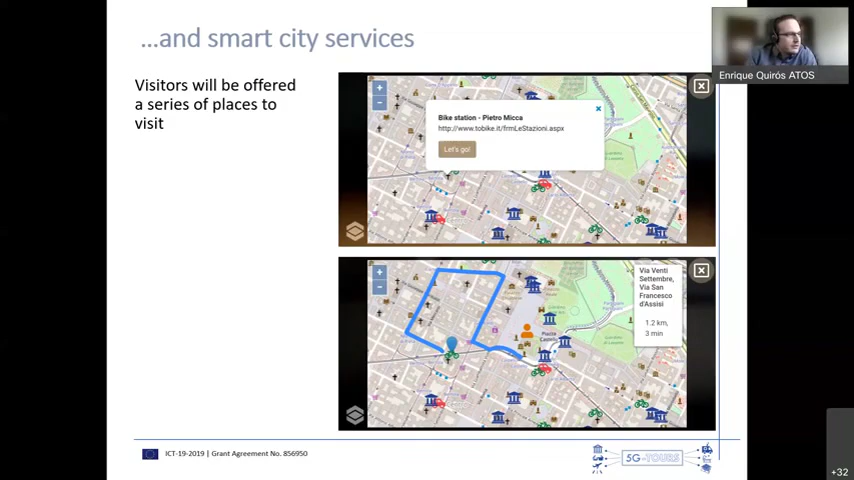 ...and smart city services
Enrique Quirós ATOS
Visitors will be offered
a series of places to
visit
+
−
Bike station - Pietro Micca
http://www.tobike.it/frmLeStazioni.aspx
Let's go!
+
−
Via Venti
Settembre,
Via San
Francesco
d'Assisi
1.2 km,
3 min
ICT-19-2019 | Grant Agreement No. 856950
5G-TOURS
+32